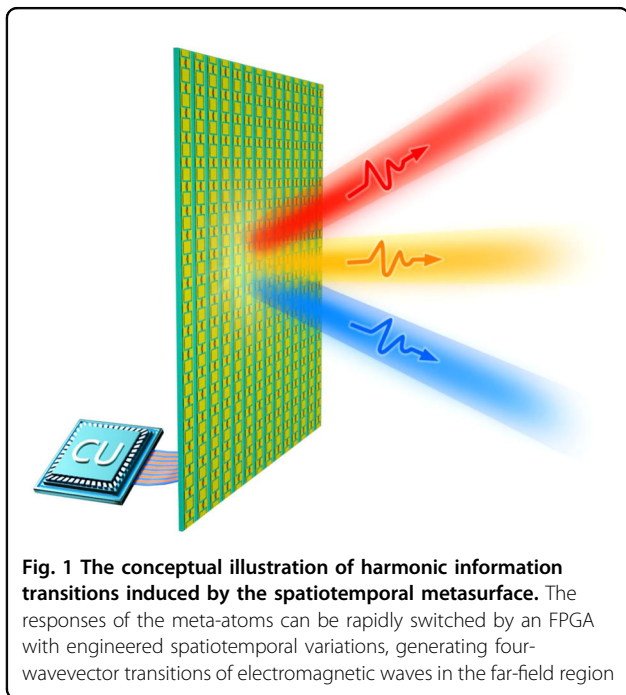 CU
Fig. 1 The conceptual illustration of harmonic information
transitions induced by the spatiotemporal metasurface. The
responses of the meta-atoms can be rapidly switched by an FPGA
with engineered spatiotemporal variations, generating four-
wavevector transitions of electromagnetic waves in the far-field region